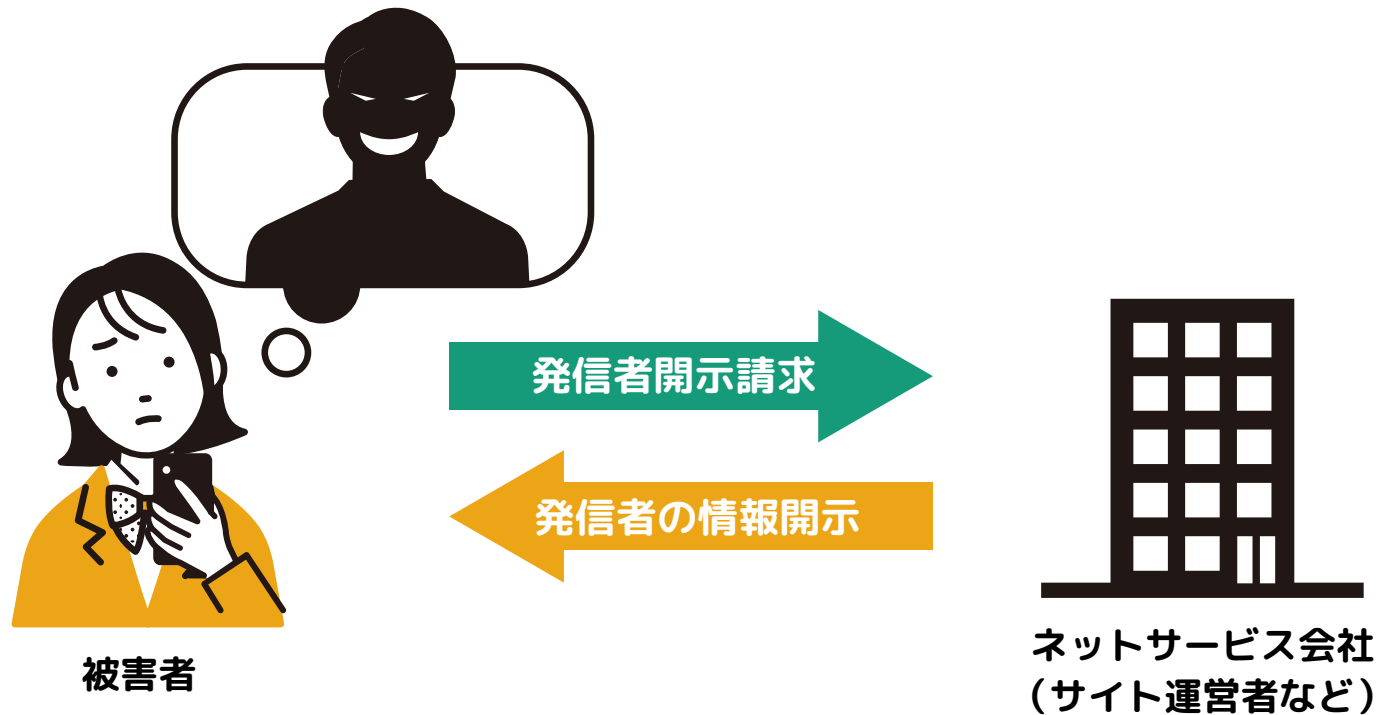 発信者開示請求
発信者の情報開示
被害者
ネットサービス会社
(サイト運営者など)